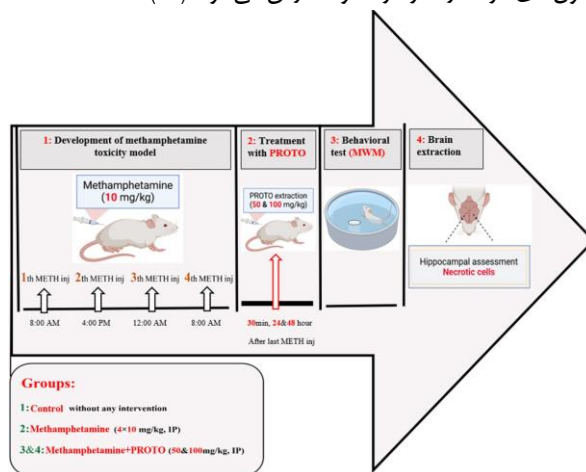 1: Development of methamphetamine
toxicity model
2: Treatment
with PROTO
3: Behavioral
test (MWM)
4: Brain
extraction
Methamphetamine
(10 mg/kg)
PROTO extraction
(50 & 100 mg/kg)
1th METH inj 2th METH inj 3th METH inj 4th METH inj
8:00 AM 4:00 PM 12:00 AM 8:00 AM
30min, 24&48 hour
After last METH inj
Hippocampal assessment
Necrotic cells
Groups:
1: Control without any intervention
2: Methamphetamine (4×10 mg/kg, IP)
3&4: Methamphetamine+PROTO (50&100mg/kg, IP)